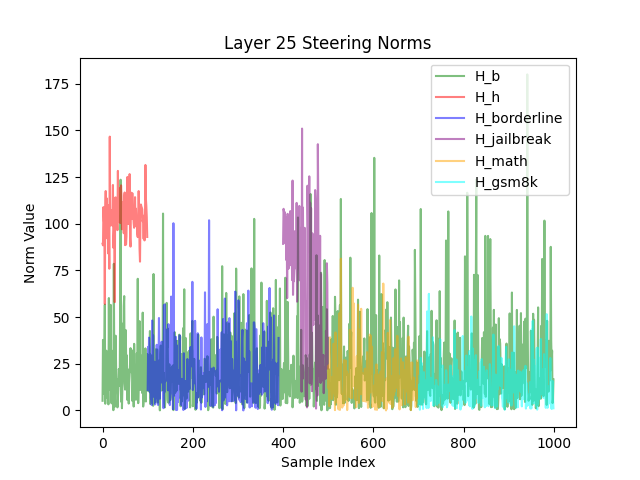 Layer 25 Steering Norms
Norm Value
175
150
125
100
75
50
25
0
H_b
H_h
H_borderline
H_jailbreak
H_math
H_gsm8k
0
200
400
600
800
1000
Sample Index